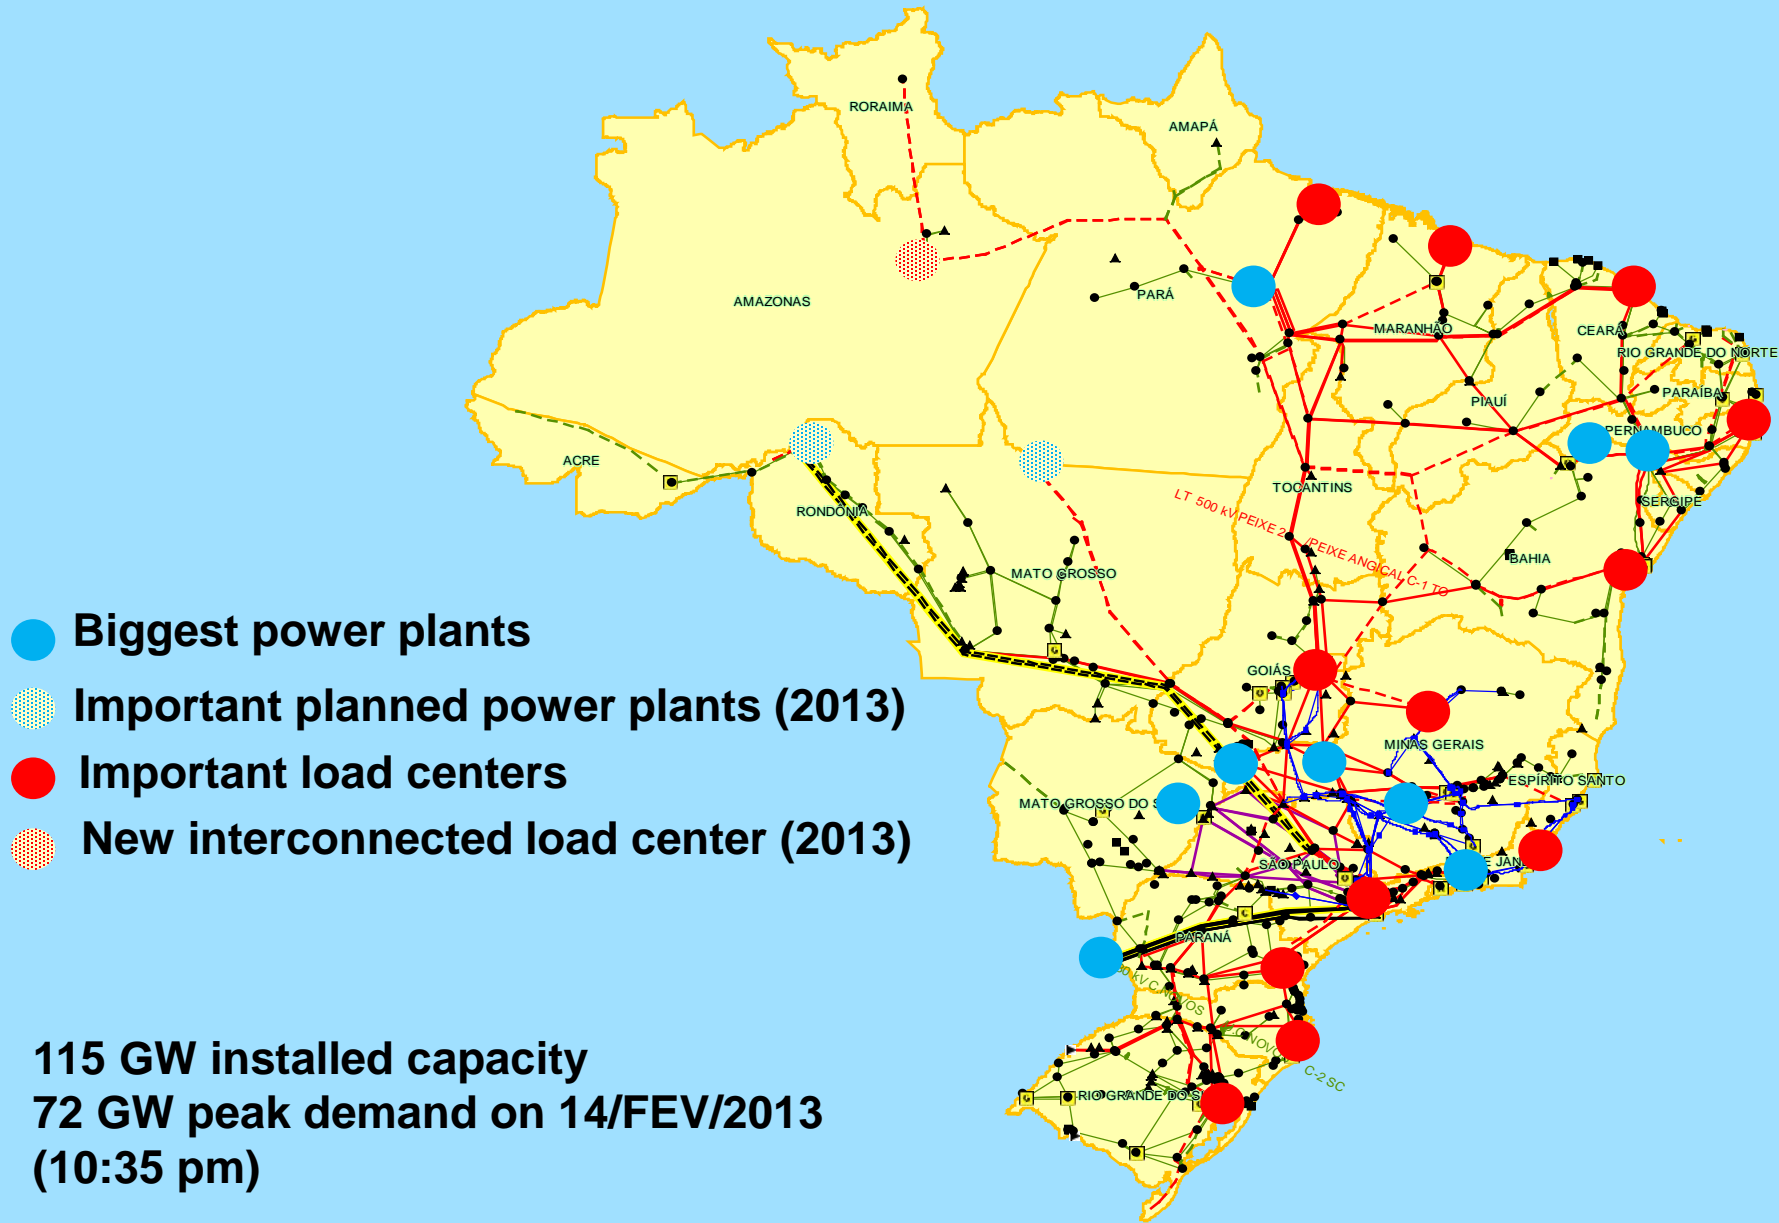 RORAIMA
AMAPÁ
AMAZONAS
PARÁ
MARANHÃO
CEARÁ
RIO GRANDE DO NORTE
PARAÍBA
PIAUÍ
PERNAMBUCO
ACRE
TOCANTINS
SERGIPE
RONDÔNIA
LT 500 kV PEIXE 2 /PEIXE ANGICAL C-1 TO
BAHIA
MATO GROSSO
Biggest power plants
GOIÁS
Important planned power plants (2013)
MINAS GERAIS
Important load centers
ESPÍRITO SANTO
MATO GROSSO DO S
New interconnected load center (2013)
SÃO PAULO
E JAN
PARANÁ
kV C.NOVOS
C.NOVO
C-2 SC
115 GW installed capacity
RIO GRANDE DO S
72 GW peak demand on 14/FEV/2013
(10:35 pm)